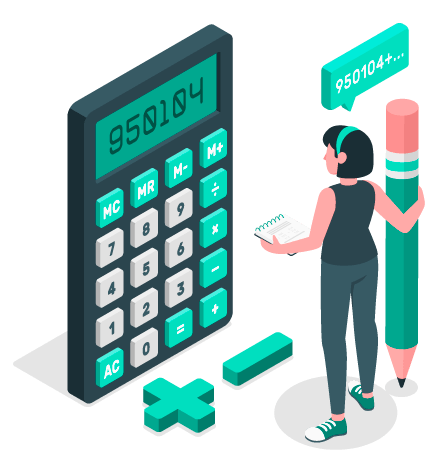 950104
950104+...
MC MR M- M+
7 8 9 ÷
4 5 6 ×
1 2 3 −
AC 0 = +